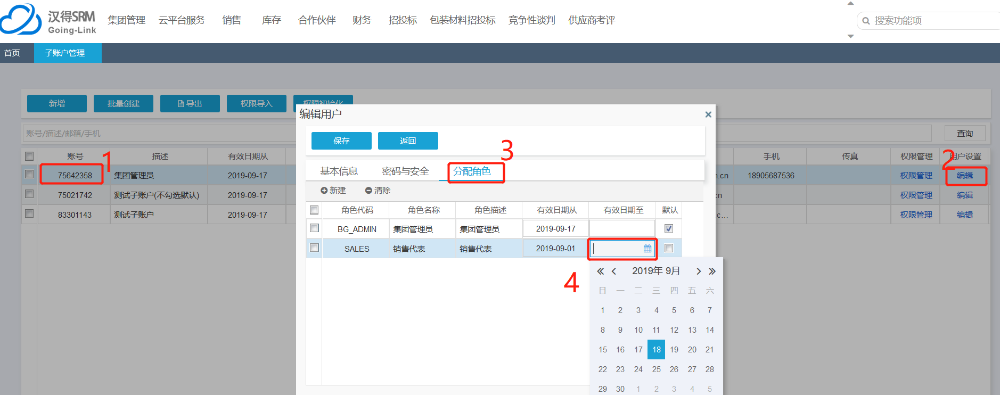 汉得SRM
Going-Link
集团管理 云平台服务 销售 库存 合作伙伴 财务 招投标 包装材料招投标 竞争性谈判 供应商考评
搜索功能项
首页 子账户管理
新增 批量创建 导出 权限导入 权限初始化
账号/描述/邮箱/手机
查询
账号 描述 有效日期从 手机 传真 权限管理 用户设置
75642358 集团管理员 2019-09-17 .cn 18905687536 权限管理 编辑
75021742 测试子账户(不勾选默认) 2019-09-17 cn 权限管理 编辑
83301143 测试子账户 2019-09-17 .c... 权限管理 编辑
1
2
编辑用户
保存 返回
3
基本信息 密码与安全 分配角色
新建 清除
角色代码 角色名称 角色描述 有效日期从 有效日期至 默认
BG_ADMIN 集团管理员 集团管理员 2019-09-17
SALES 销售代表 销售代表 2019-09-01
4
2019年 9月
日 一 二 三 四 五 六
1 2 3 4 5 6 7
8 9 10 11 12 13 14
15 16 17 18 19 20 21
22 23 24 25 26 27 28
29 30 1 2 3 4 5